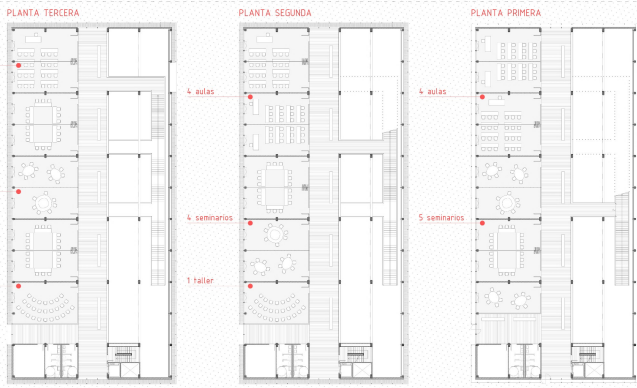 PLANTA TERCERA
PLANTA SEGUNDA
PLANTA PRIMERA
4 aulas
4 aulas
4 seminarios
5 seminarios
1 taller